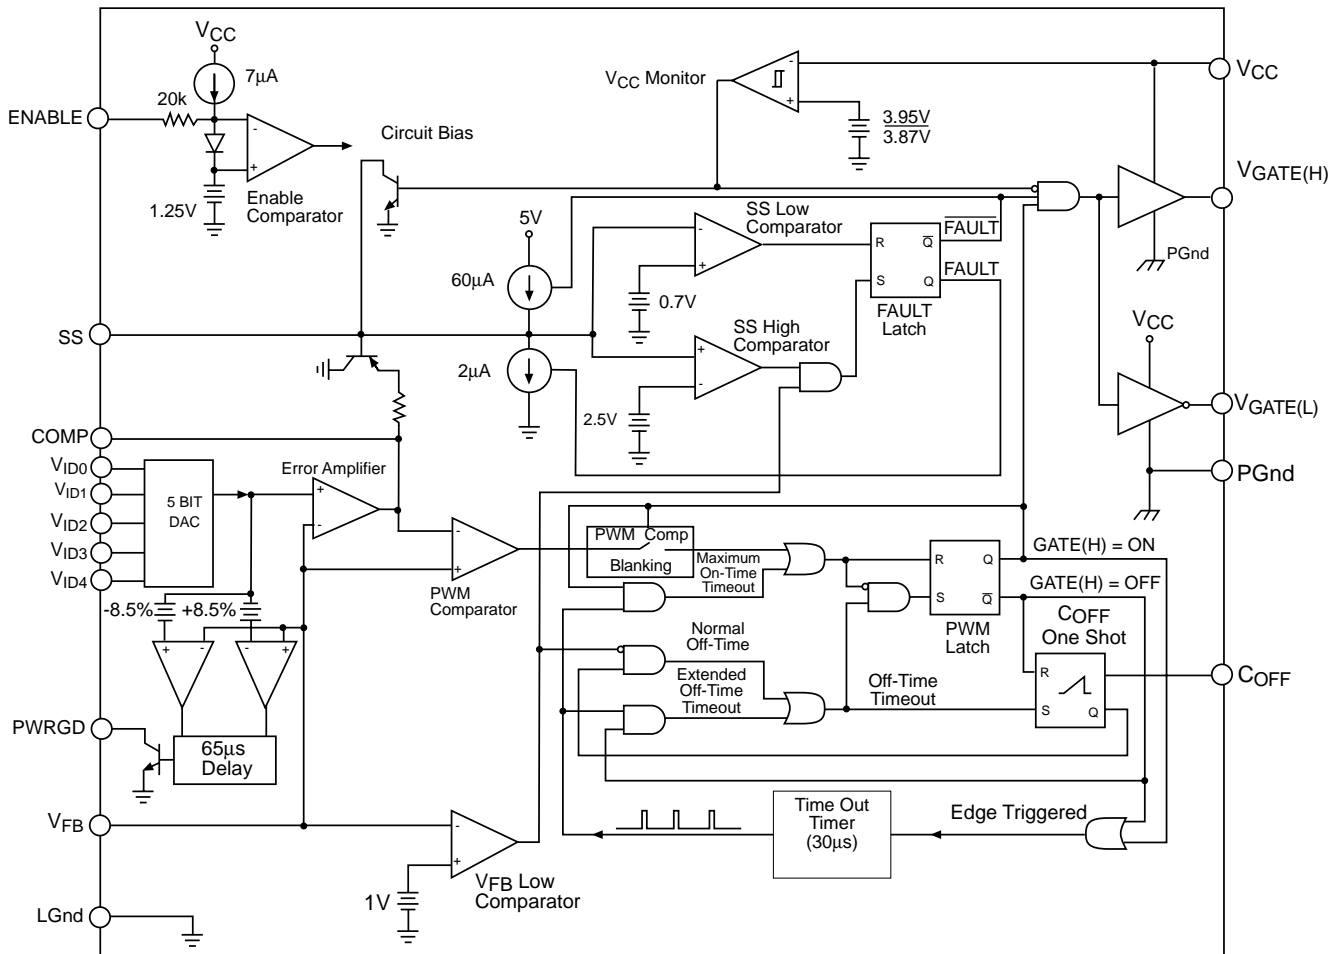 VCC
7µA
20k
ENABLE
-
+
1.25V
Enable
Comparator
Circuit Bias
VCC Monitor
-
+
3.95V
3.87V
VCC
VGATE(H)
PGnd
5V
60µA
SS Low
Comparator
-
+
0.7V
R
Q
FAULT
S
Q
FAULT
FAULT
Latch
SS
SS High
Comparator
+
-
2µA
2.5V
VCC
VGATE(L)
PGnd
COMP
VID0
VID1
VID2
VID3
VID4
5 BIT
DAC
Error Amplifier
+
-
-
+
PWM
Comparator
PWM Comp
Blanking
Maximum
On-Time
Timeout
R
Q
S
Q
PWM
Latch
GATE(H) = ON
GATE(H) = OFF
-8.5%
+8.5%
+
-
-
+
Normal
Off-Time
Extended
Off-Time
Timeout
Off-Time
Timeout
COFF
One Shot
R
S
Q
COFF
PWRGD
65µs
Delay
VFB
-
+
1V
VFB Low
Comparator
Time Out
Timer
(30µs)
Edge Triggered
LGnd